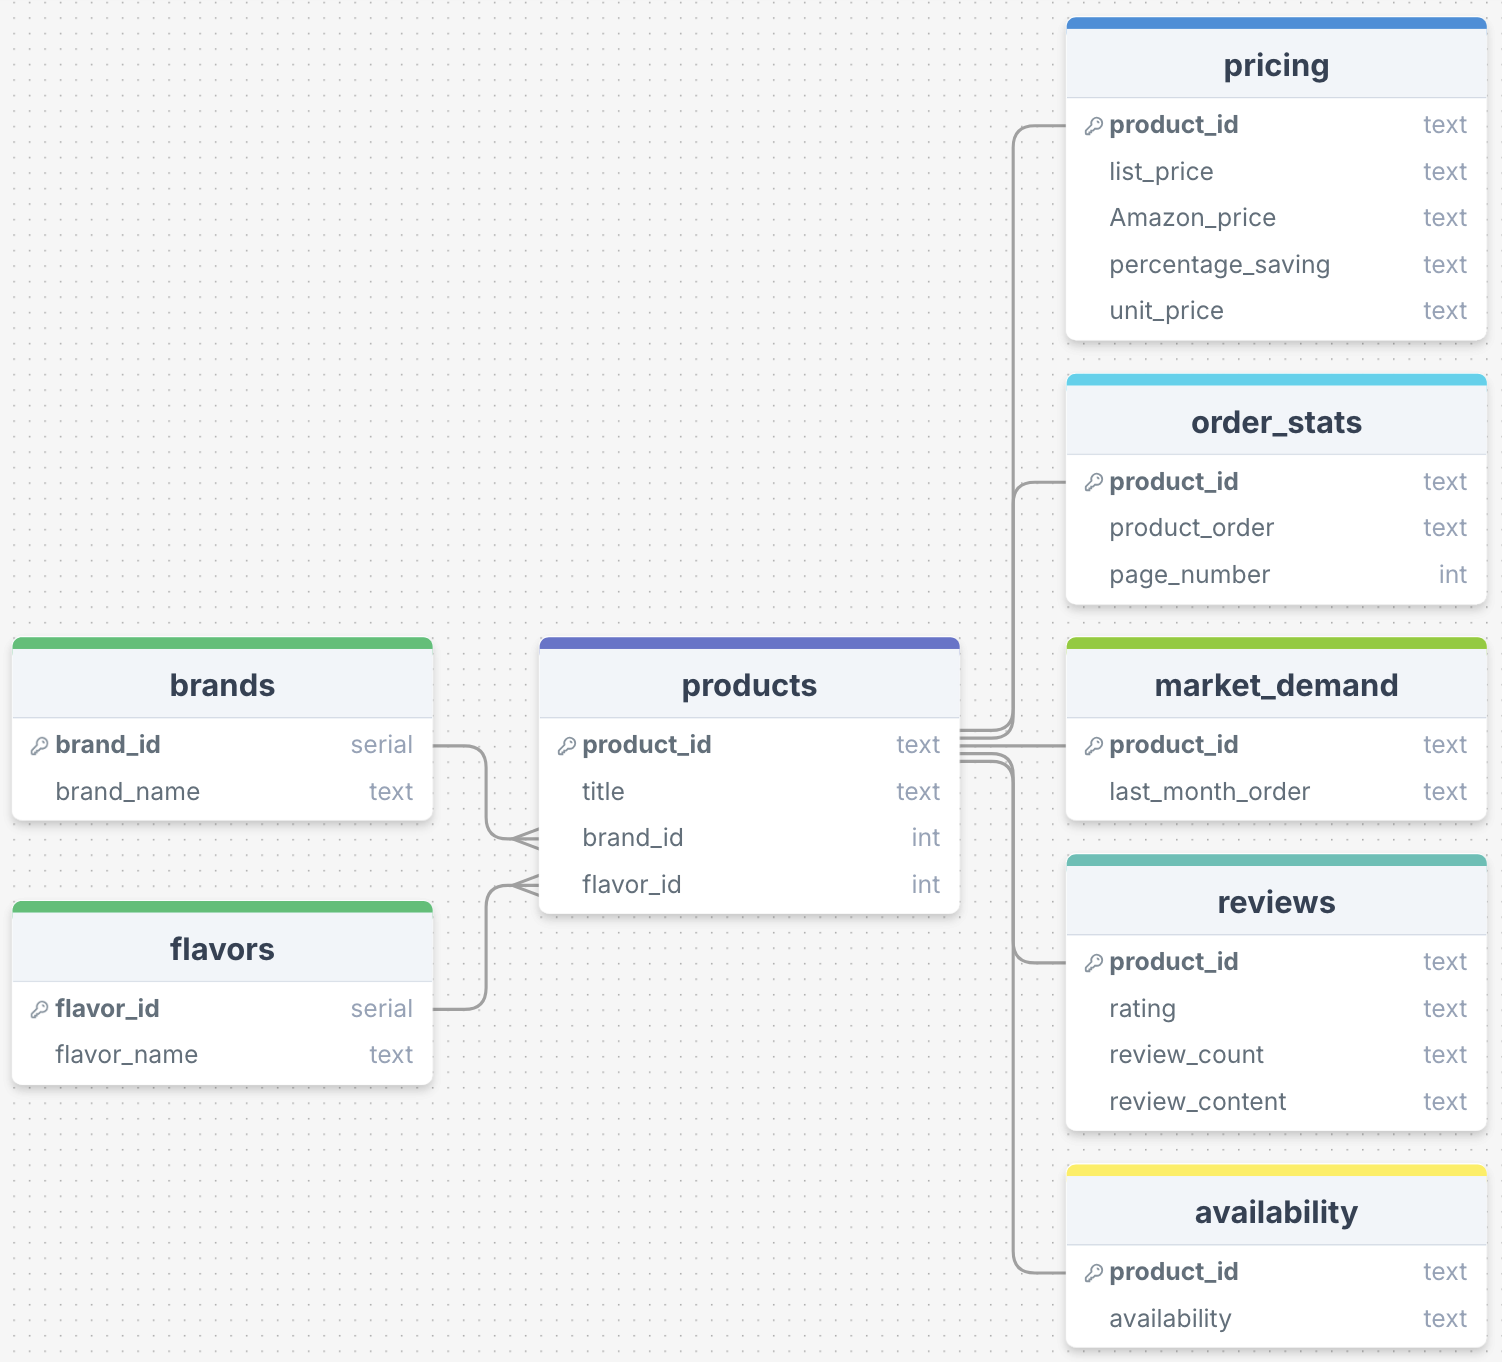 pricing
product_id text
list_price text
Amazon_price text
percentage_saving text
unit_price text
order_stats
product_id text
product_order text
page_number int
brands
brand_id serial
brand_name text
products
product_id text
title text
brand_id int
flavor_id int
market_demand
product_id text
last_month_order text
flavors
flavor_id serial
flavor_name text
reviews
product_id text
rating text
review_count text
review_content text
availability
product_id text
availability text